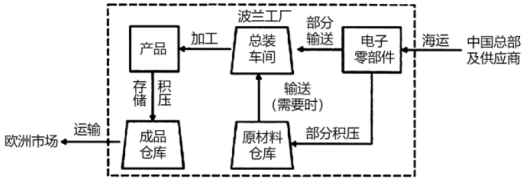 波兰工厂
产品
加工
总装
车间
部分
输送
电子
零部件
海运
中国总部
及供应商
存储
积压
输送
（需要时）
欧洲市场
运输
成品
仓库
原材料
仓库
部分积压